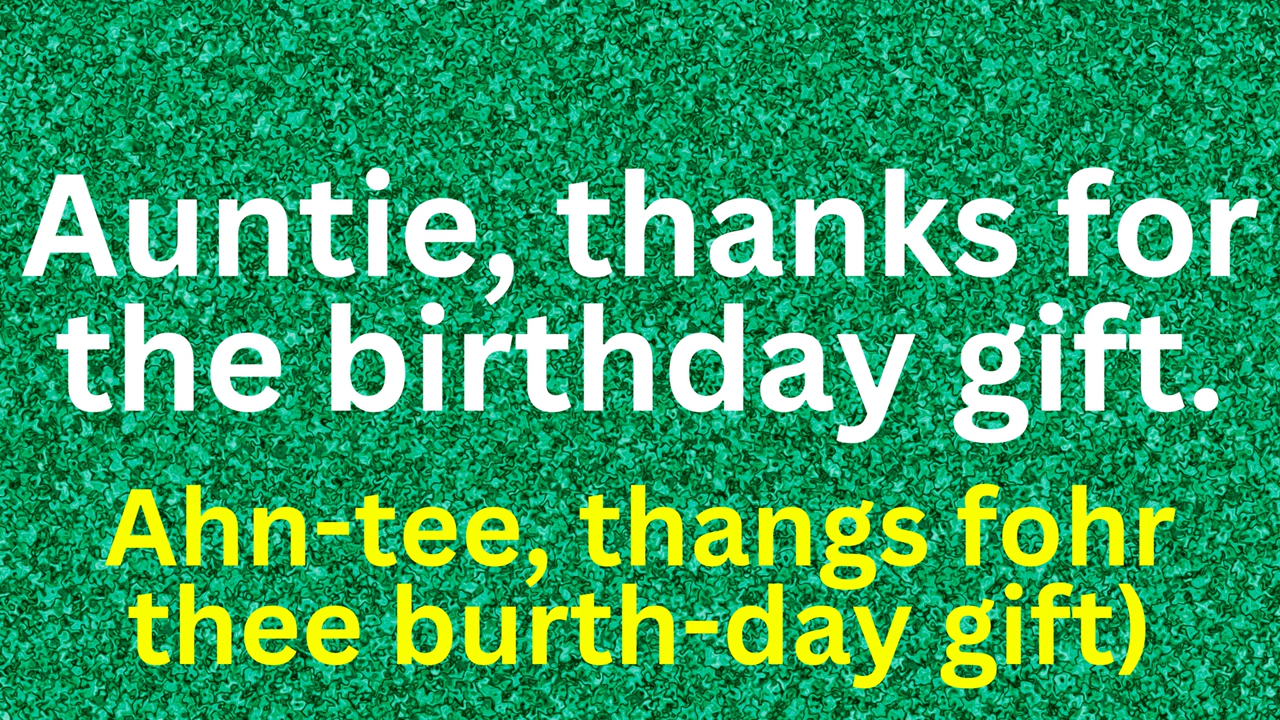 Auntie, thanks for
the birthday gift.
Ahn-tee, thangs fohr
thee burth-day gift)